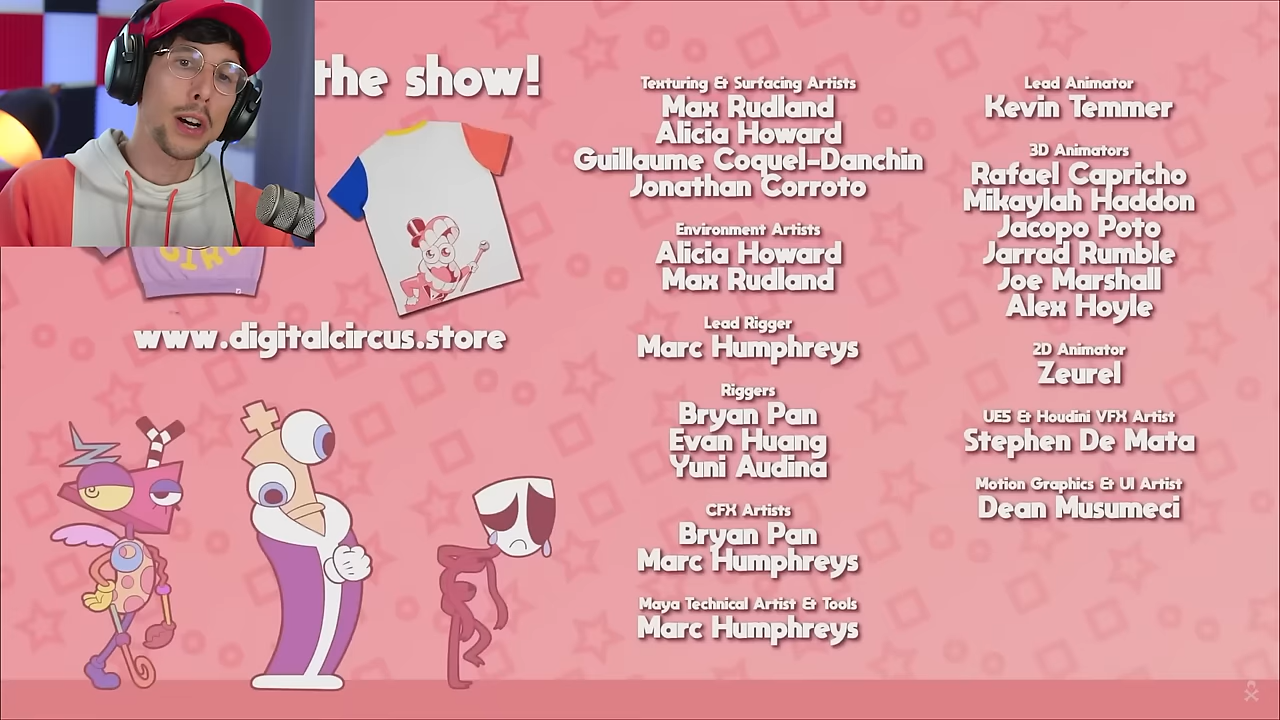 the show!
CIRC
www.digitalcircus.store
Texturing & Surfacing Artists
Max Rudland
Alicia Howard
Guillaume Coquel-Danchin
Jonathan Corroto
Environment Artists
Alicia Howard
Max Rudland
Lead Rigger
Marc Humphreys
Riggers
Bryan Pan
Evan Huang
Yuni Audina
CFX Artists
Bryan Pan
Marc Humphreys
Maya Technical Artist & Tools
Marc Humphreys
Lead Animator
Kevin Temmer
3D Animators
Rafael Capricho
Mikaylah Haddon
Jacopo Poto
Jarrad Rumble
Joe Marshall
Alex Hoyle
2D Animator
Zeurel
UE5 & Houdini VFX Artist
Stephen De Mata
Motion Graphics & UI Artist
Dean Musumeci